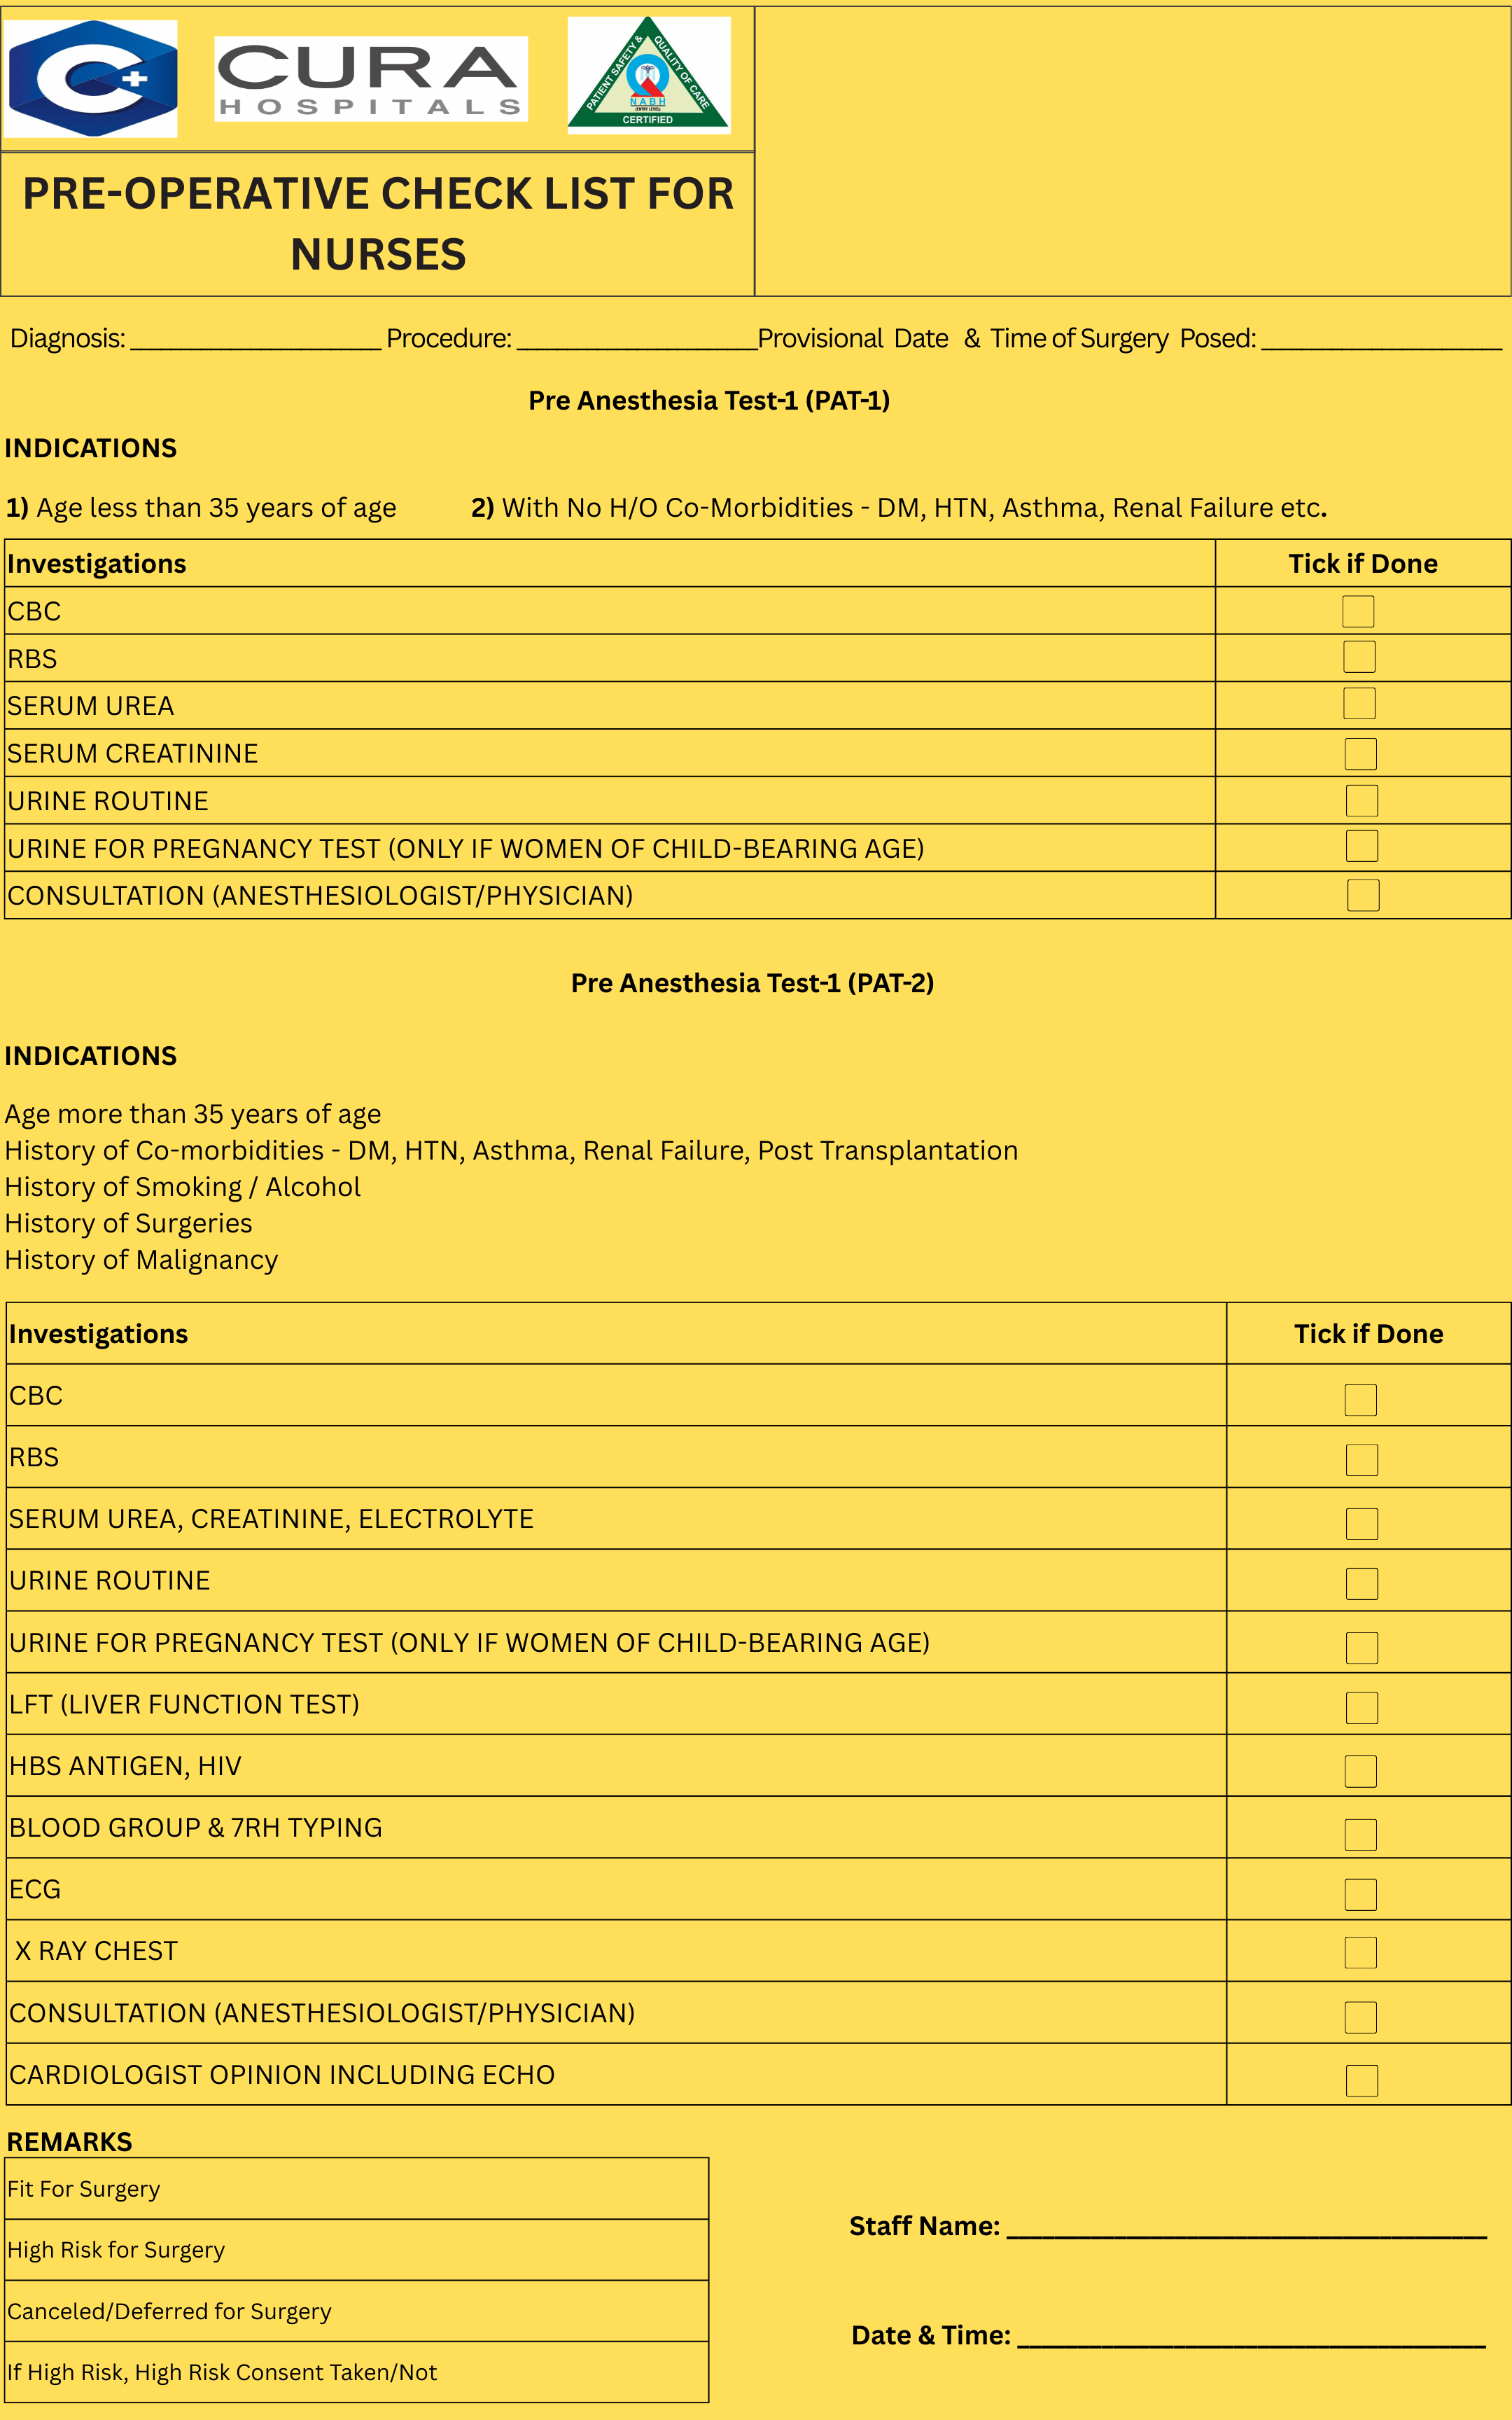 C+
CURA
HOSPITALS
PATIENT SAFETY & QUALITY OF CARE
NABH
(ENTRY LEVEL)
CERTIFIED
PRE-OPERATIVE CHECK LIST FOR
NURSES
Diagnosis: ____________________ Procedure: ____________________Provisional Date & Time of Surgery Posed: ____________________
Pre Anesthesia Test-1 (PAT-1)
INDICATIONS
1) Age less than 35 years of age 2) With No H/O Co-Morbidities - DM, HTN, Asthma, Renal Failure etc.
Investigations Tick if Done
CBC
RBS
SERUM UREA
SERUM CREATININE
URINE ROUTINE
URINE FOR PREGNANCY TEST (ONLY IF WOMEN OF CHILD-BEARING AGE)
CONSULTATION (ANESTHESIOLOGIST/PHYSICIAN)
Pre Anesthesia Test-1 (PAT-2)
INDICATIONS
Age more than 35 years of age
History of Co-morbidities - DM, HTN, Asthma, Renal Failure, Post Transplantation
History of Smoking / Alcohol
History of Surgeries
History of Malignancy
Investigations Tick if Done
CBC
RBS
SERUM UREA, CREATININE, ELECTROLYTE
URINE ROUTINE
URINE FOR PREGNANCY TEST (ONLY IF WOMEN OF CHILD-BEARING AGE)
LFT (LIVER FUNCTION TEST)
HBS ANTIGEN, HIV
BLOOD GROUP & 7RH TYPING
ECG
X RAY CHEST
CONSULTATION (ANESTHESIOLOGIST/PHYSICIAN)
CARDIOLOGIST OPINION INCLUDING ECHO
REMARKS
Fit For Surgery
High Risk for Surgery
Canceled/Deferred for Surgery
If High Risk, High Risk Consent Taken/Not
Staff Name: ____________________
Date & Time: ____________________